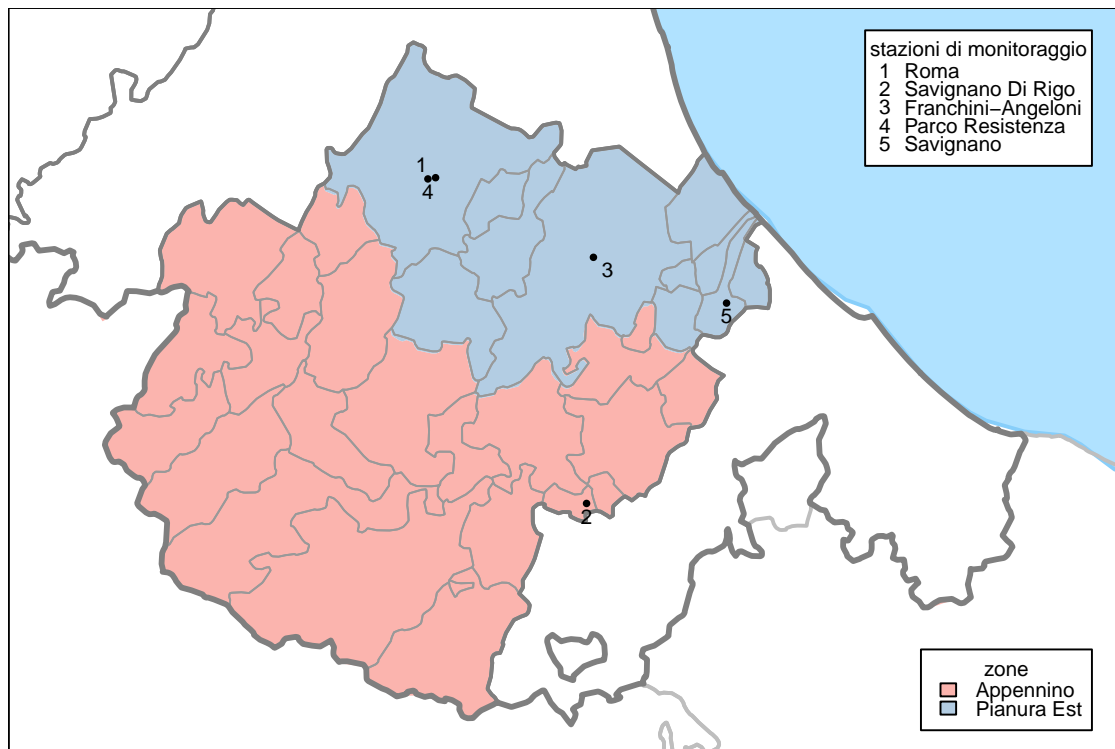 stazioni di monitoraggio
1 Roma
2 Savignano Di Rigo
3 Franchini−Angeloni
4 Parco Resistenza
5 Savignano
1
4
3
5
2
zone
Appennino
Pianura Est